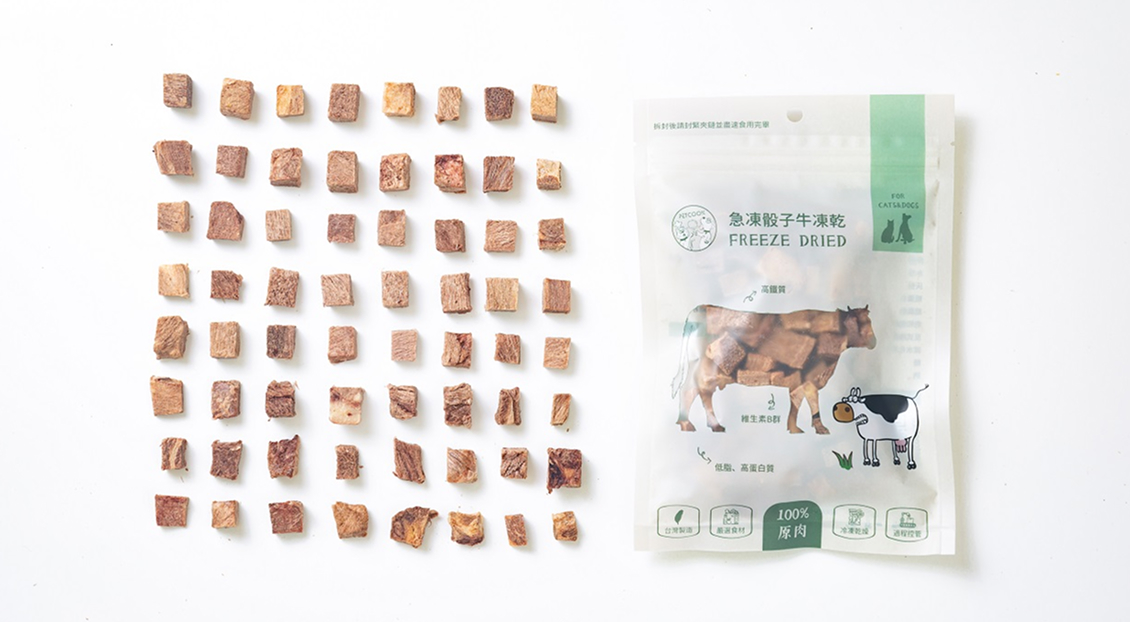 拆封後請封緊夾鏈並盡速食用完畢
FOR
CATS&DOGS
急凍骰子牛凍乾
FREEZE DRIED
高鐵質
維生素B群
低脂、高蛋白質
台灣製造
嚴選食材
100%
原肉
冷凍乾燥
過程控管